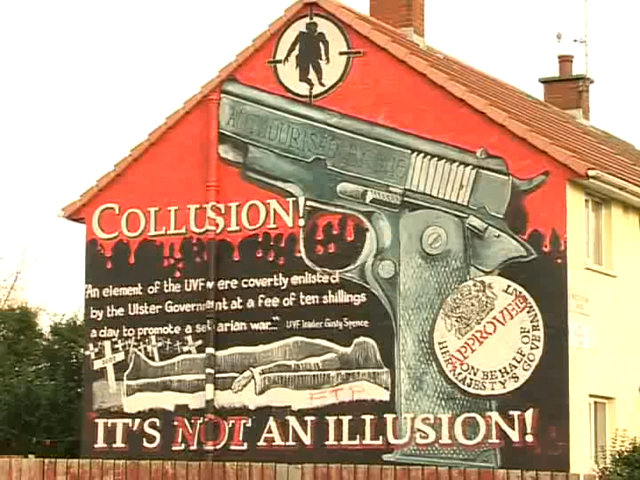 COLLUSION!
"An element of the UVF were covertly enlisted
by the Ulster Government at a fee of ten shillings
a day to promote a sectarian war..." UVF leader Gusty Spence
APPROVED
ON BEHALF OF
HER MAJESTY'S GOVERNMENT
FTP
IT'S NOT AN ILLUSION!